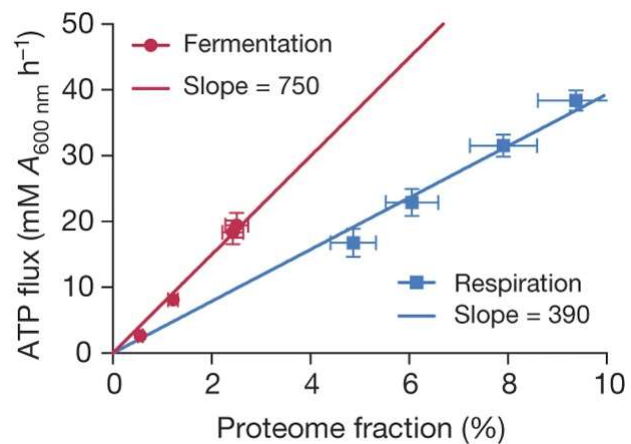 50
40
30
20
10
0
ATP flux (mM A600 nm h−1)
Fermentation
Slope = 750
Respiration
Slope = 390
0 2 4 6 8 10
Proteome fraction (%)